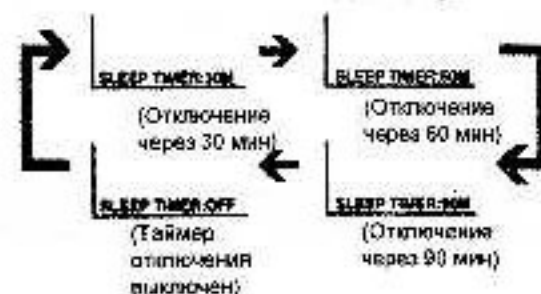 SLEEP TIMER:30M
SLEEP TIMER:60M
(Отключение
через 30 мин)
(Отключение
через 60 мин)
SLEEP TIMER:OFF
SLEEP TIMER:90M
(Таймер
отключения
выключен)
(Отключение
через 90 мин)